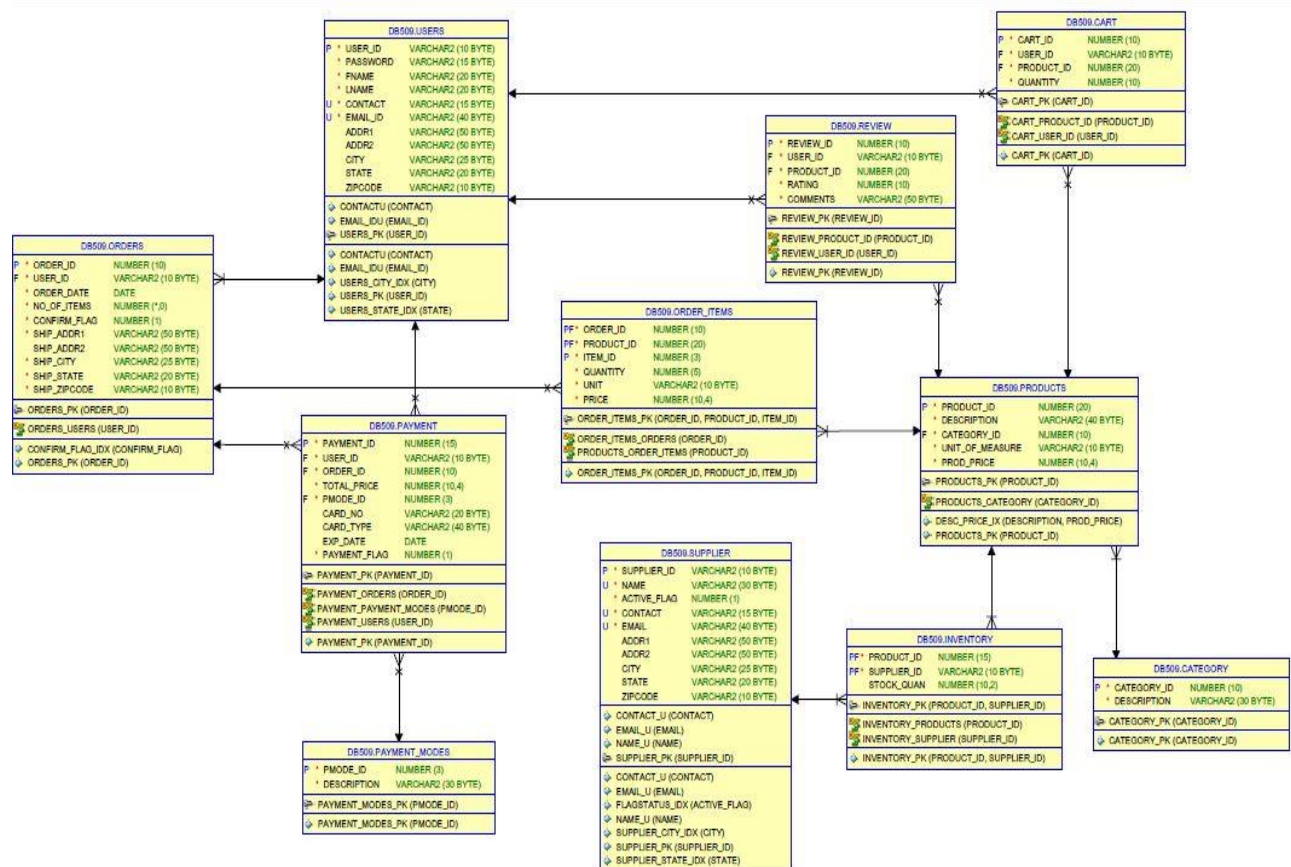 DB509.USERS
P * USER_ID VARCHAR2 (10 BYTE)
* PASSWORD VARCHAR2 (15 BYTE)
* FNAME VARCHAR2 (20 BYTE)
* LNAME VARCHAR2 (20 BYTE)
U * CONTACT VARCHAR2 (15 BYTE)
U * EMAIL_ID VARCHAR2 (40 BYTE)
ADDR1 VARCHAR2 (50 BYTE)
ADDR2 VARCHAR2 (50 BYTE)
CITY VARCHAR2 (25 BYTE)
STATE VARCHAR2 (20 BYTE)
ZIPCODE VARCHAR2 (10 BYTE)
CONTACTU (CONTACT)
EMAIL_IDU (EMAIL_ID)
USERS_PK (USER_ID)
CONTACTU (CONTACT)
EMAIL_IDU (EMAIL_ID)
USERS_CITY_IDX (CITY)
USERS_PK (USER_ID)
USERS_STATE_IDX (STATE)
DB509.CART
P * CART_ID NUMBER (10)
F * USER_ID VARCHAR2 (10 BYTE)
F * PRODUCT_ID NUMBER (20)
* QUANTITY NUMBER (10)
CART_PK (CART_ID)
CART_PRODUCT_ID (PRODUCT_ID)
CART_USER_ID (USER_ID)
CART_PK (CART_ID)
DB509.REVIEW
P * REVIEW_ID NUMBER (10)
F * USER_ID VARCHAR2 (10 BYTE)
F * PRODUCT_ID NUMBER (20)
* RATING NUMBER (10)
* COMMENTS VARCHAR2 (50 BYTE)
REVIEW_PK (REVIEW_ID)
REVIEW_PRODUCT_ID (PRODUCT_ID)
REVIEW_USER_ID (USER_ID)
REVIEW_PK (REVIEW_ID)
DB509.ORDERS
P * ORDER_ID NUMBER (10)
F * USER_ID VARCHAR2 (10 BYTE)
* ORDER_DATE DATE
* NO_OF_ITEMS NUMBER (*,0)
* CONFIRM_FLAG NUMBER (1)
* SHIP_ADDR1 VARCHAR2 (50 BYTE)
SHIP_ADDR2 VARCHAR2 (50 BYTE)
* SHIP_CITY VARCHAR2 (25 BYTE)
* SHIP_STATE VARCHAR2 (20 BYTE)
* SHIP_ZIPCODE VARCHAR2 (10 BYTE)
ORDERS_PK (ORDER_ID)
ORDERS_USERS (USER_ID)
CONFIRM_FLAG_IDX (CONFIRM_FLAG)
ORDERS_PK (ORDER_ID)
DB509.ORDER_ITEMS
PF* ORDER_ID NUMBER (10)
PF* PRODUCT_ID NUMBER (20)
P * ITEM_ID NUMBER (3)
* QUANTITY NUMBER (5)
* UNIT VARCHAR2 (10 BYTE)
* PRICE NUMBER (10,4)
ORDER_ITEMS_PK (ORDER_ID, PRODUCT_ID, ITEM_ID)
ORDER_ITEMS_ORDERS (ORDER_ID)
PRODUCTS_ORDER_ITEMS (PRODUCT_ID)
ORDER_ITEMS_PK (ORDER_ID, PRODUCT_ID, ITEM_ID)
DB509.PRODUCTS
P * PRODUCT_ID NUMBER (20)
* DESCRIPTION VARCHAR2 (40 BYTE)
F * CATEGORY_ID NUMBER (10)
* UNIT_OF_MEASURE VARCHAR2 (10 BYTE)
* PROD_PRICE NUMBER (10,4)
PRODUCTS_PK (PRODUCT_ID)
PRODUCTS_CATEGORY (CATEGORY_ID)
DESC_PRICE_IX (DESCRIPTION, PROD_PRICE)
PRODUCTS_PK (PRODUCT_ID)
DB509.PAYMENT
P * PAYMENT_ID NUMBER (15)
F * USER_ID VARCHAR2 (10 BYTE)
F * ORDER_ID NUMBER (10)
* TOTAL_PRICE NUMBER (10,4)
F * PMODE_ID NUMBER (3)
CARD_NO VARCHAR2 (20 BYTE)
CARD_TYPE VARCHAR2 (40 BYTE)
EXP_DATE DATE
* PAYMENT_FLAG NUMBER (1)
PAYMENT_PK (PAYMENT_ID)
PAYMENT_ORDERS (ORDER_ID)
PAYMENT_PAYMENT_MODES (PMODE_ID)
PAYMENT_USERS (USER_ID)
PAYMENT_PK (PAYMENT_ID)
DB509.SUPPLIER
P * SUPPLIER_ID VARCHAR2 (10 BYTE)
U * NAME VARCHAR2 (30 BYTE)
* ACTIVE_FLAG NUMBER (1)
U * CONTACT VARCHAR2 (15 BYTE)
U * EMAIL VARCHAR2 (40 BYTE)
ADDR1 VARCHAR2 (50 BYTE)
ADDR2 VARCHAR2 (50 BYTE)
CITY VARCHAR2 (25 BYTE)
STATE VARCHAR2 (20 BYTE)
ZIPCODE VARCHAR2 (10 BYTE)
CONTACT_U (CONTACT)
EMAIL_U (EMAIL)
NAME_U (NAME)
SUPPLIER_PK (SUPPLIER_ID)
CONTACT_U (CONTACT)
EMAIL_U (EMAIL)
FLAGSTATUS_IDX (ACTIVE_FLAG)
NAME_U (NAME)
SUPPLIER_CITY_IDX (CITY)
SUPPLIER_PK (SUPPLIER_ID)
SUPPLIER_STATE_IDX (STATE)
DB509.INVENTORY
PF* PRODUCT_ID NUMBER (15)
PF* SUPPLIER_ID VARCHAR2 (10 BYTE)
STOCK_QUAN NUMBER (10,2)
INVENTORY_PK (PRODUCT_ID, SUPPLIER_ID)
INVENTORY_PRODUCTS (PRODUCT_ID)
INVENTORY_SUPPLIER (SUPPLIER_ID)
INVENTORY_PK (PRODUCT_ID, SUPPLIER_ID)
DB509.CATEGORY
P * CATEGORY_ID NUMBER (10)
* DESCRIPTION VARCHAR2 (30 BYTE)
CATEGORY_PK (CATEGORY_ID)
CATEGORY_PK (CATEGORY_ID)
DB509.PAYMENT_MODES
P * PMODE_ID NUMBER (3)
* DESCRIPTION VARCHAR2 (30 BYTE)
PAYMENT_MODES_PK (PMODE_ID)
PAYMENT_MODES_PK (PMODE_ID)